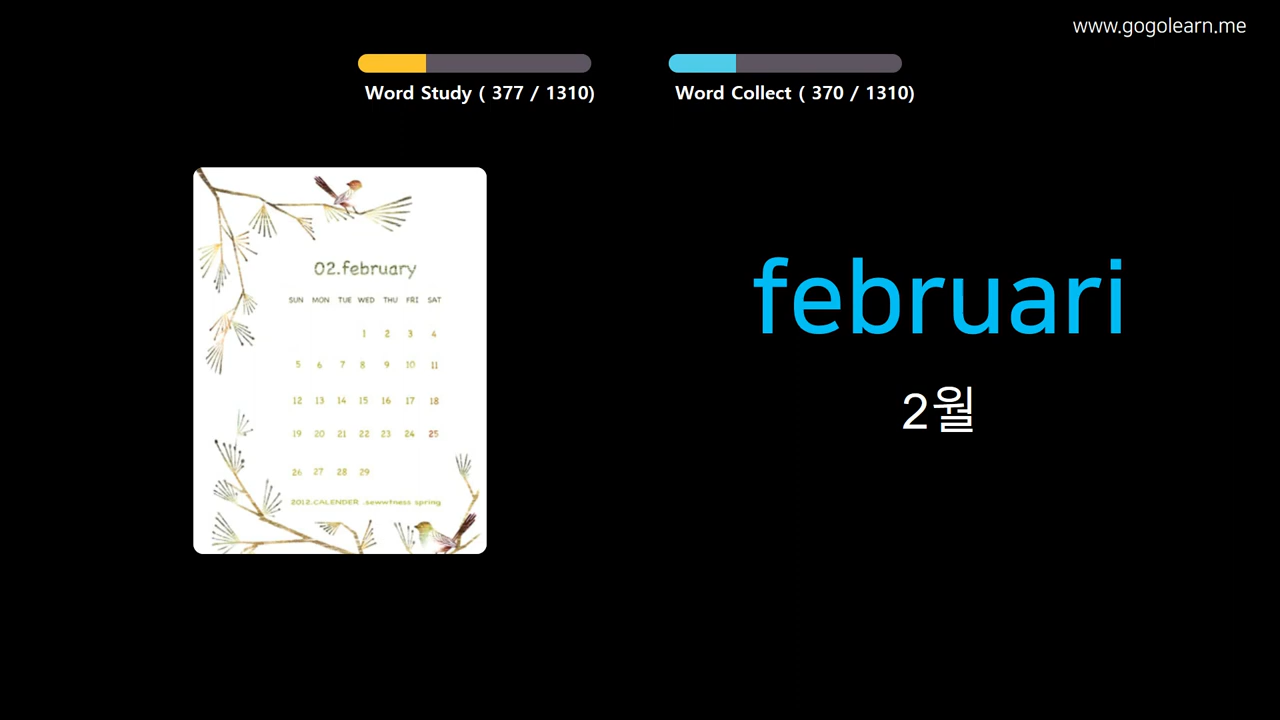 www.gogolearn.me
Word Study ( 377 / 1310)
Word Collect ( 370 / 1310)
02.february
SUN MON TUE WED THU FRI SAT
1 2 3 4
5 6 7 8 9 10 11
12 13 14 15 16 17 18
19 20 21 22 23 24 25
26 27 28 29
2012.CALENDER .sewwtness spring
februari
2월